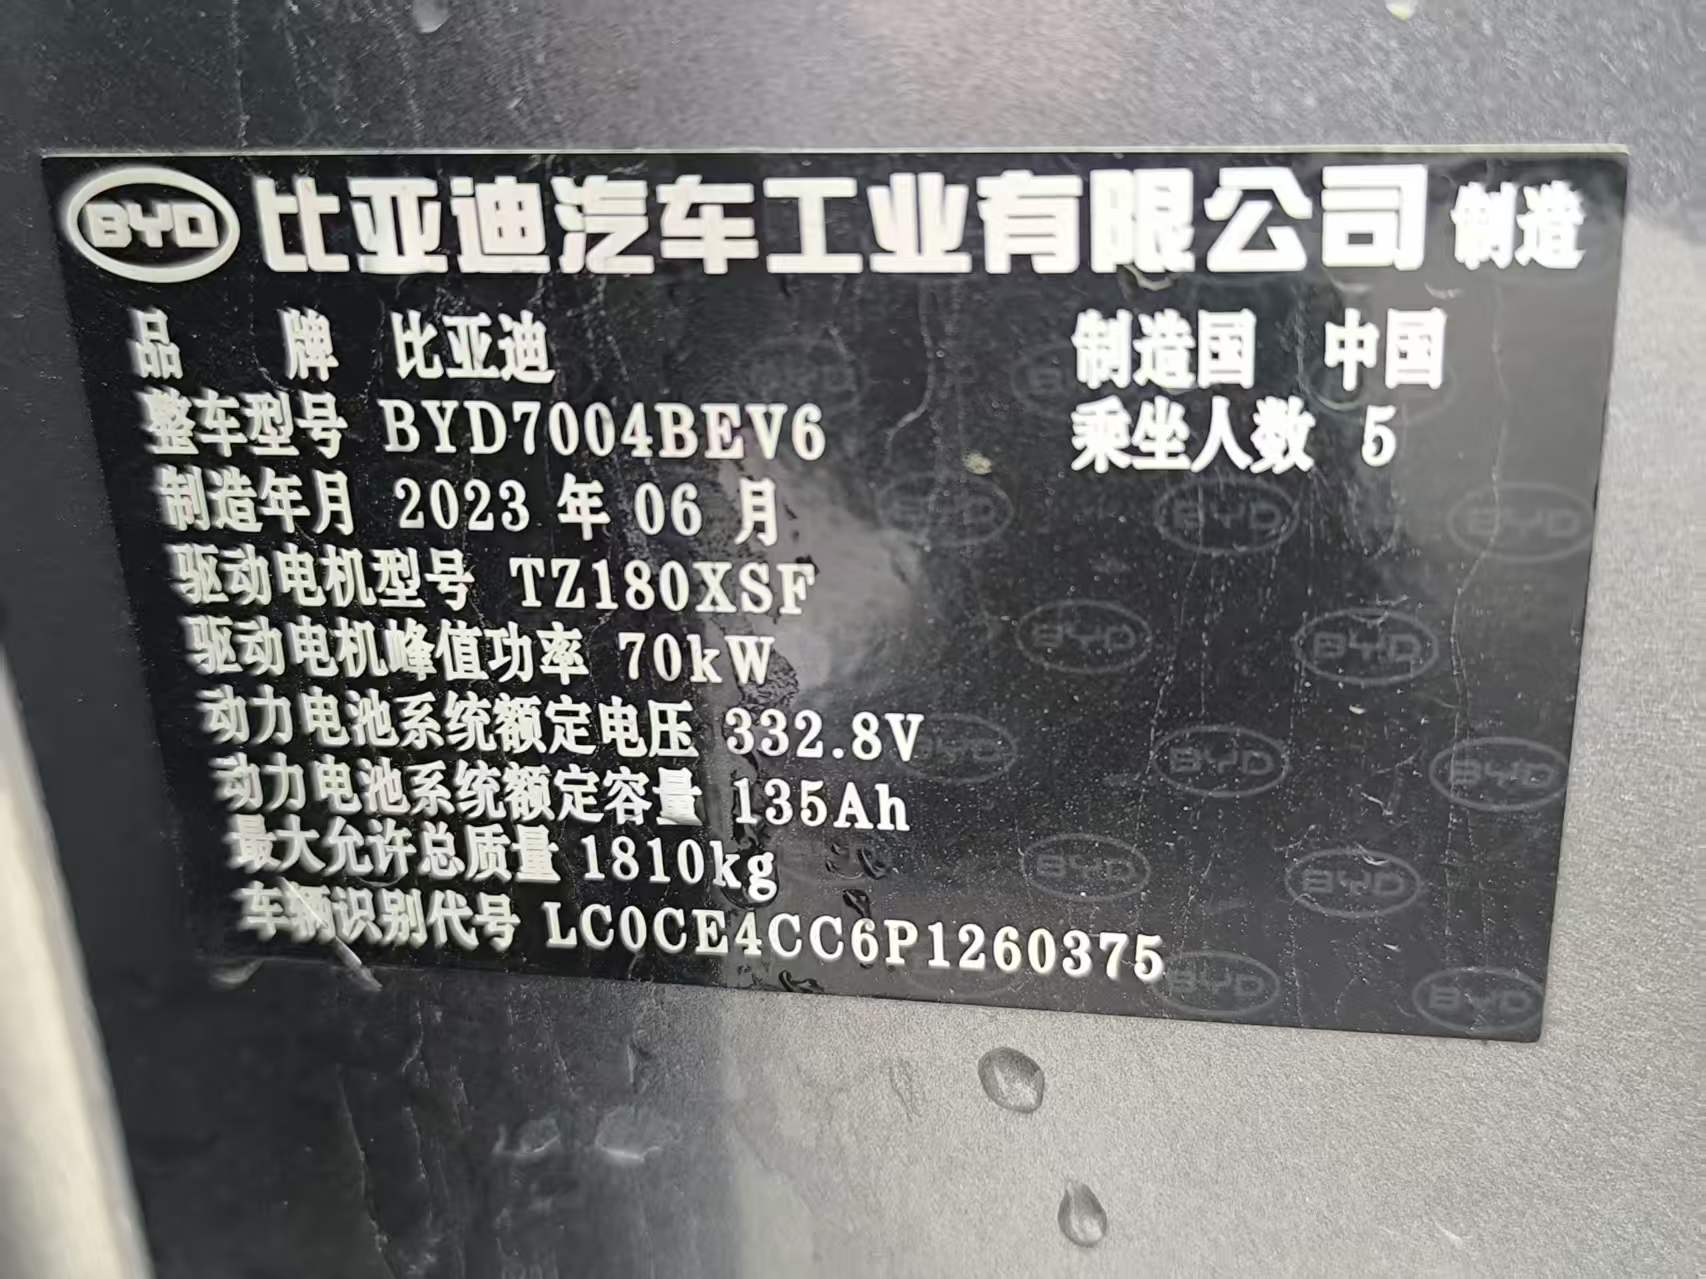 BYD 比亚迪汽车工业有限公司 制造
品牌 比亚迪 制造国 中国
整车型号 BYD7004BEV6 乘坐人数 5
制造年月 2023 年 06 月
驱动电机型号 TZ180XSF
驱动电机峰值功率 70kW
动力电池系统额定电压 332.8V
动力电池系统额定容量 135Ah
最大允许总质量 1810kg
车辆识别代号 LC0CE4CC6P1260375